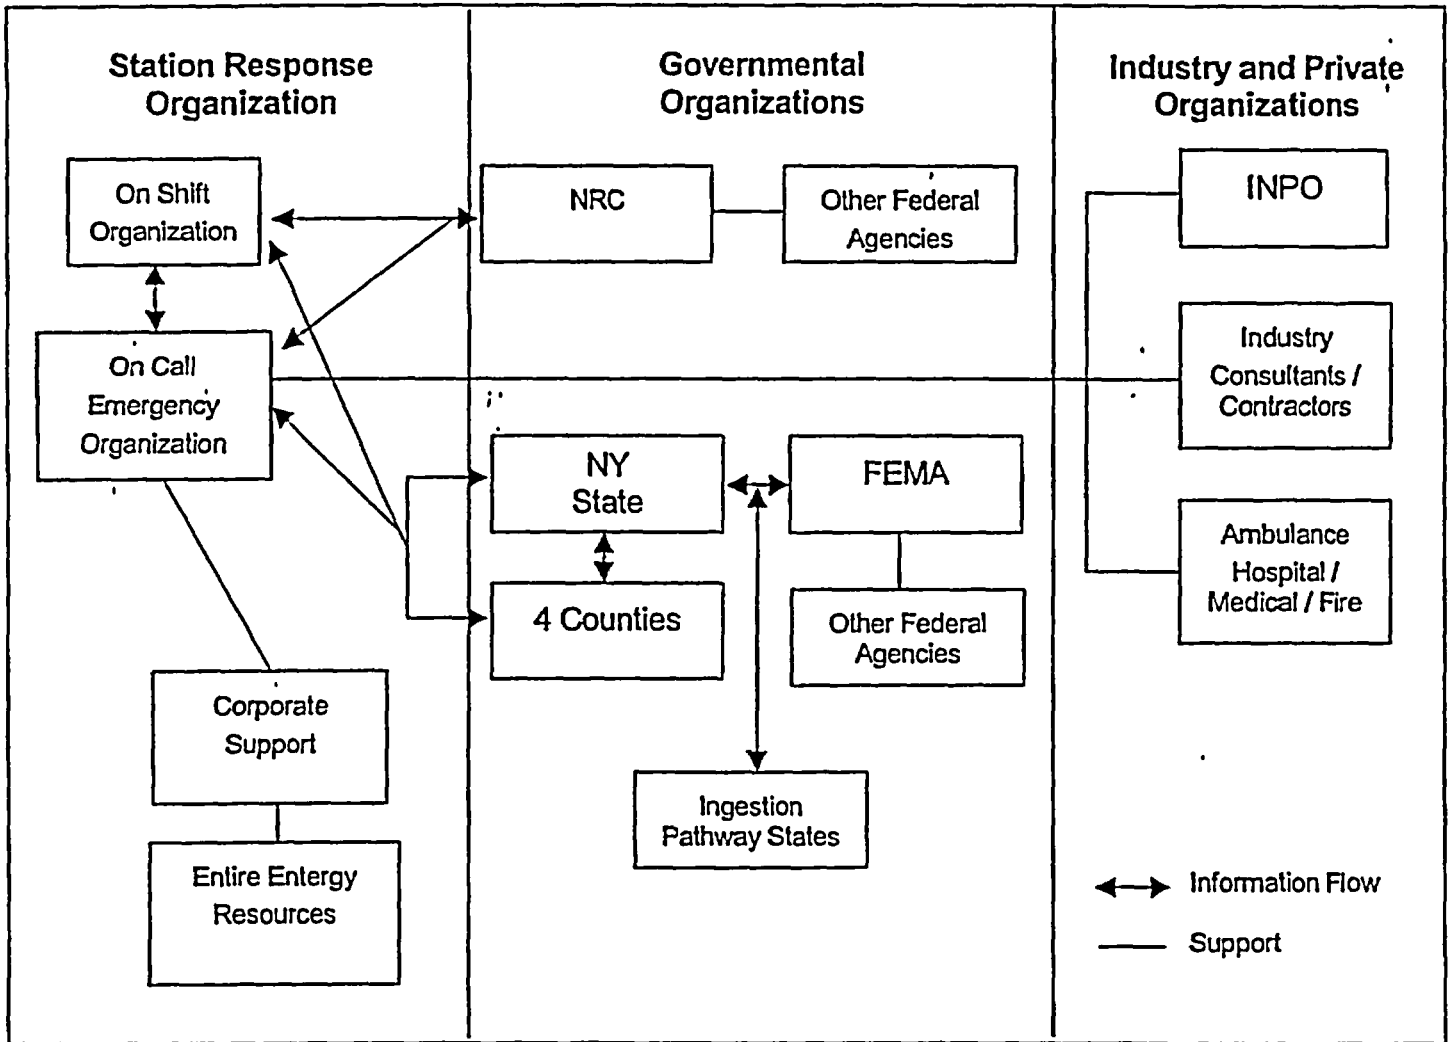 Station Response
Organization
Governmental
Organizations
Industry and Private
Organizations
On Shift
Organization
NRC
Other Federal
Agencies
INPO
On Call
Emergency
Organization
Industry
Consultants /
Contractors
NY
State
FEMA
Ambulance
Hospital /
Medical / Fire
4 Counties
Other Federal
Agencies
Corporate
Support
Ingestion
Pathway States
Entire Entergy
Resources
Information Flow
Support